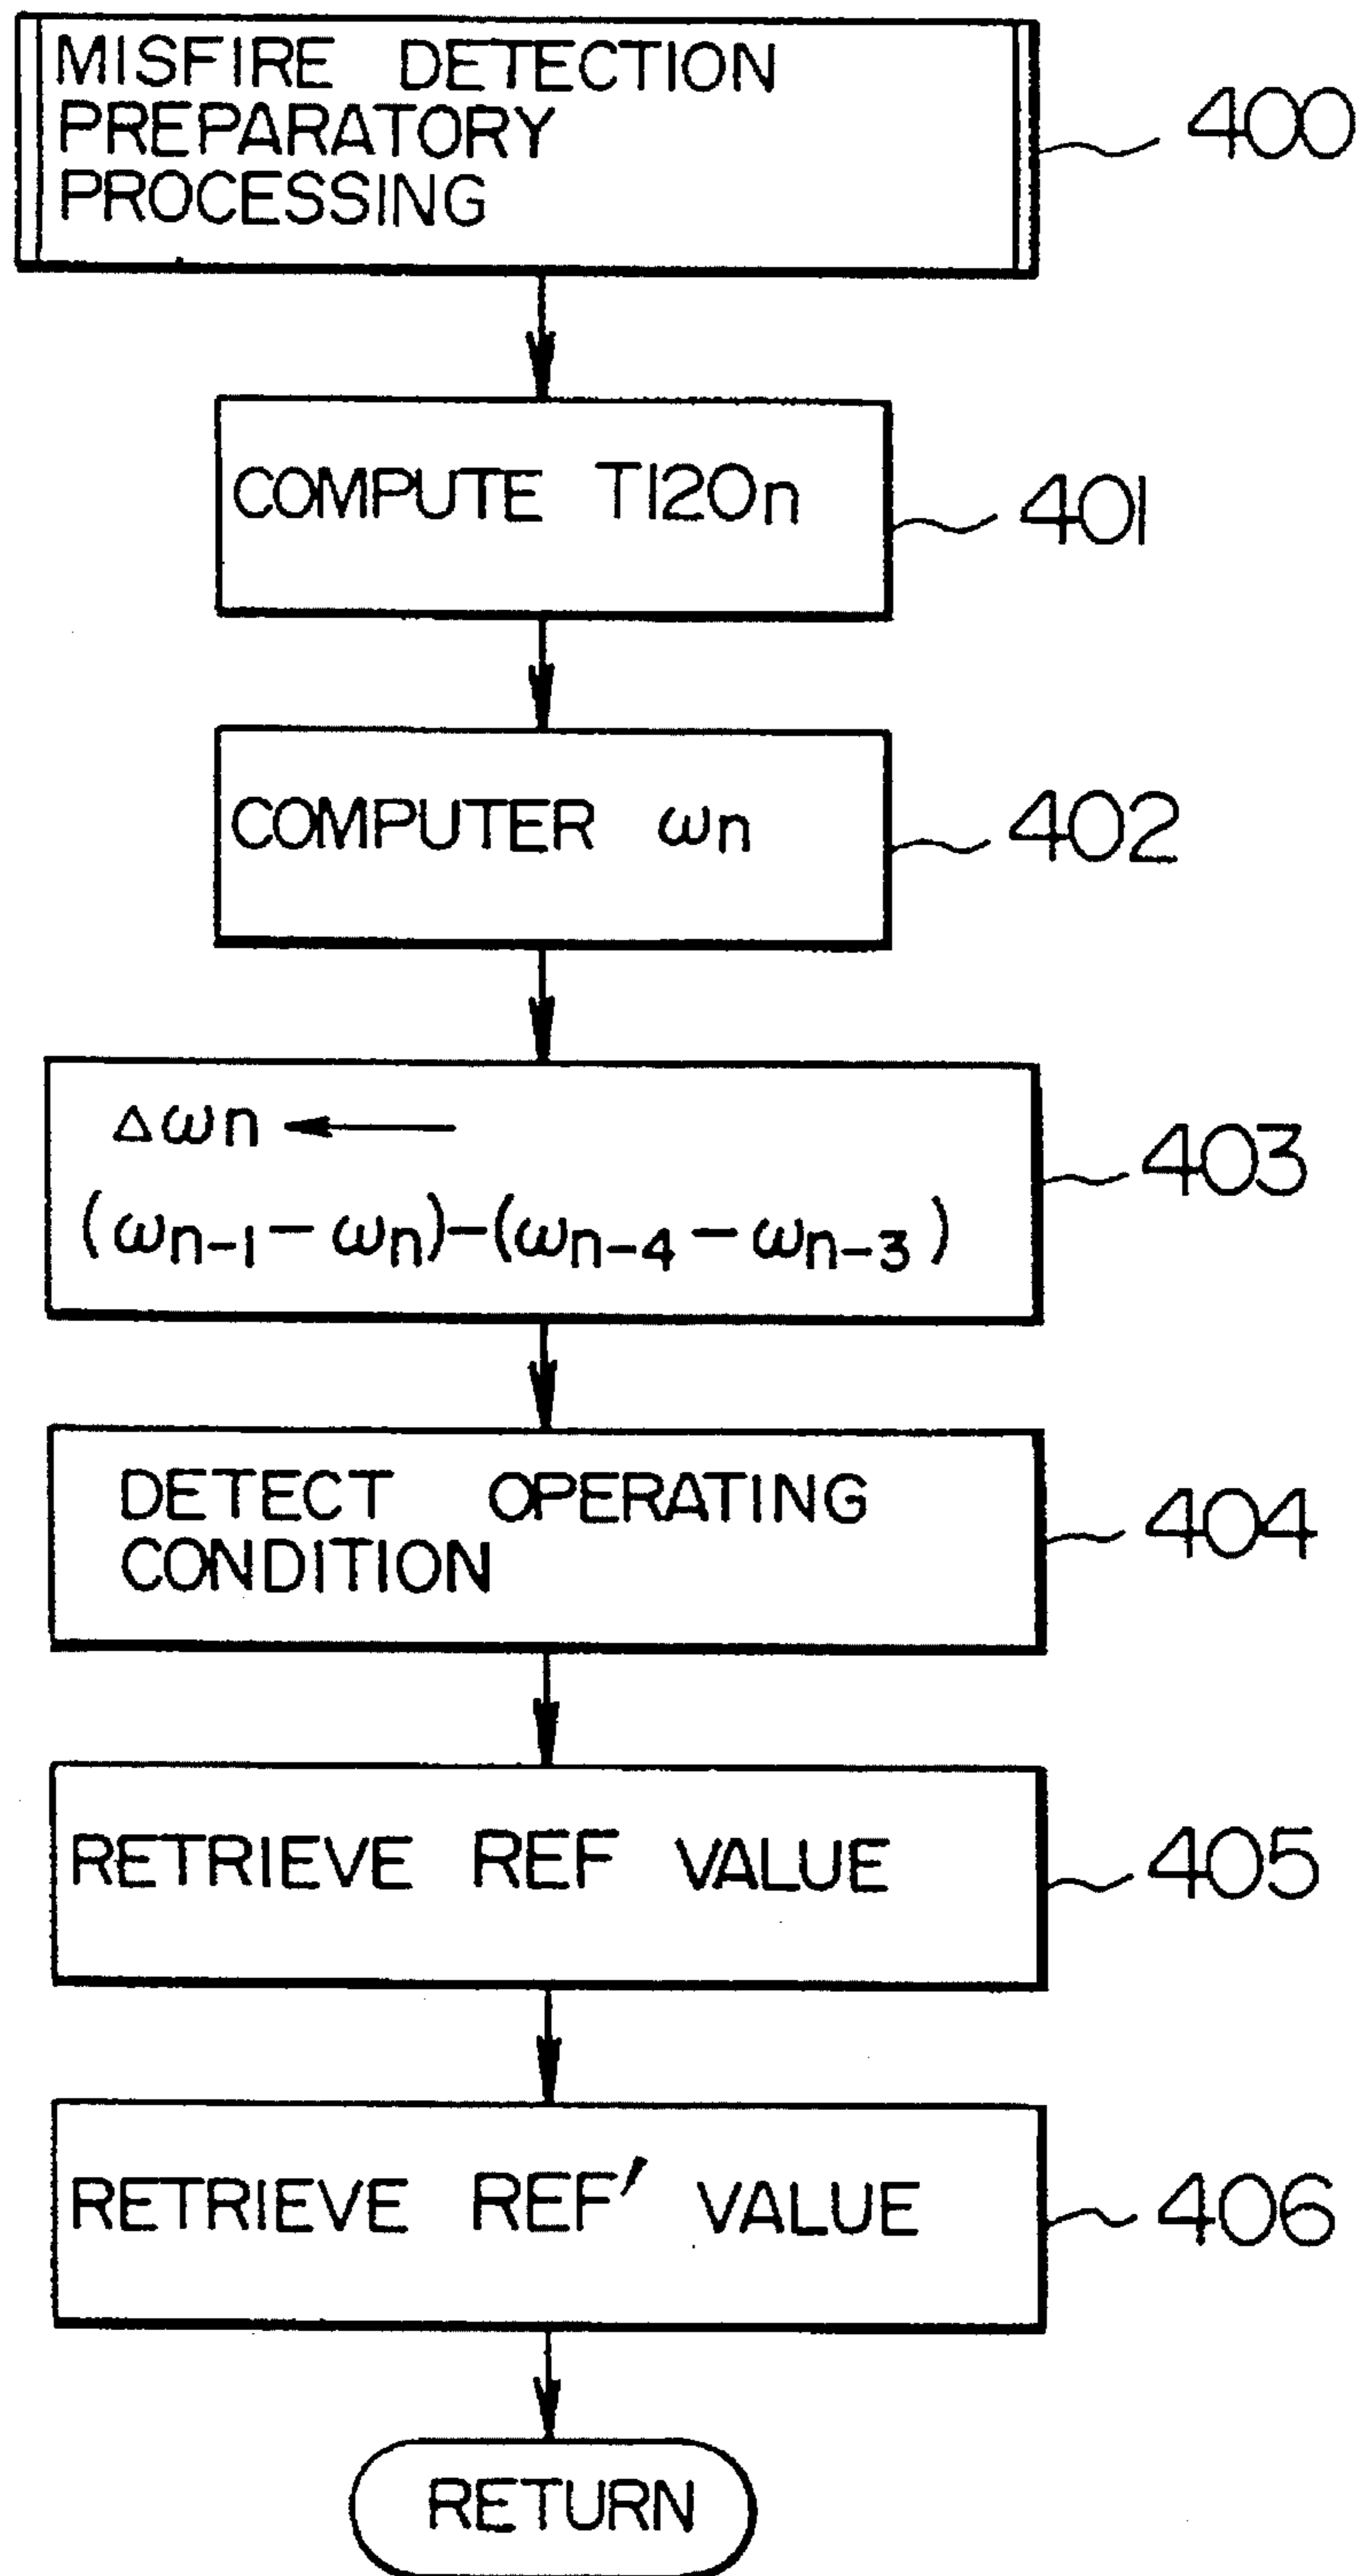 MISFIRE DETECTION
PREPARATORY
PROCESSING
400
COMPUTE T120n
401
COMPUTER ωn
402
Δωn ←
(ωn-1 − ωn)−(ωn-4 − ωn-3)
403
DETECT OPERATING
CONDITION
404
RETRIEVE REF VALUE
405
RETRIEVE REF' VALUE
406
RETURN